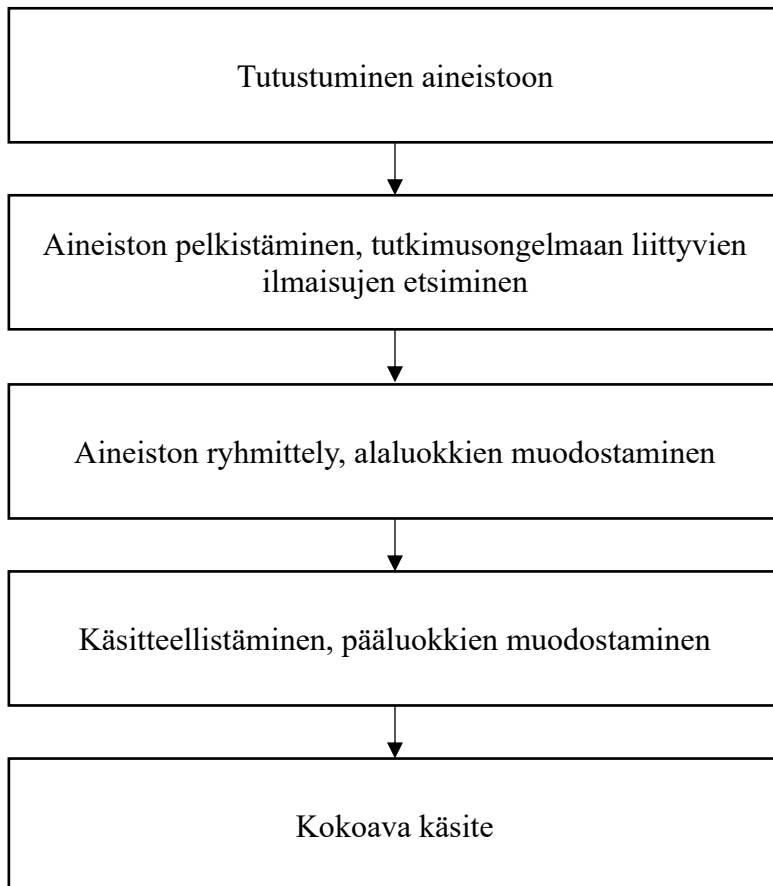 Tutustuminen aineistoon
Aineiston pelkistäminen, tutkimusongelmaan liittyvien
ilmaisujen etsiminen
Aineiston ryhmittely, alaluokkien muodostaminen
Käsitteellistäminen, pääluokkien muodostaminen
Kokoava käsite